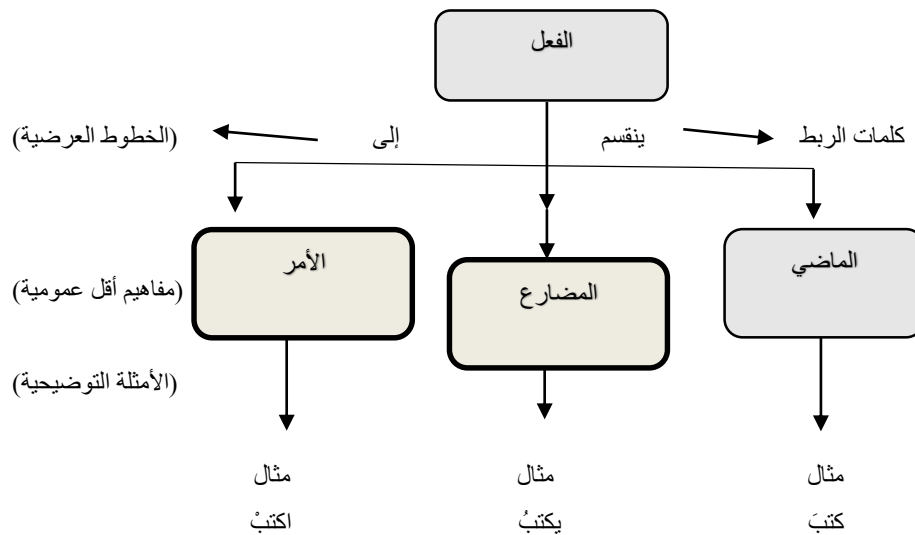 الفعل
كلمات الربط ينقسم إلى (الخطوط العرضية)
الماضي المضارع الأمر
(مفاهيم أقل عمومية)
(الأمثلة التوضيحية)
مثال مثال مثال
كتبَ يكتبُ اكتبْ